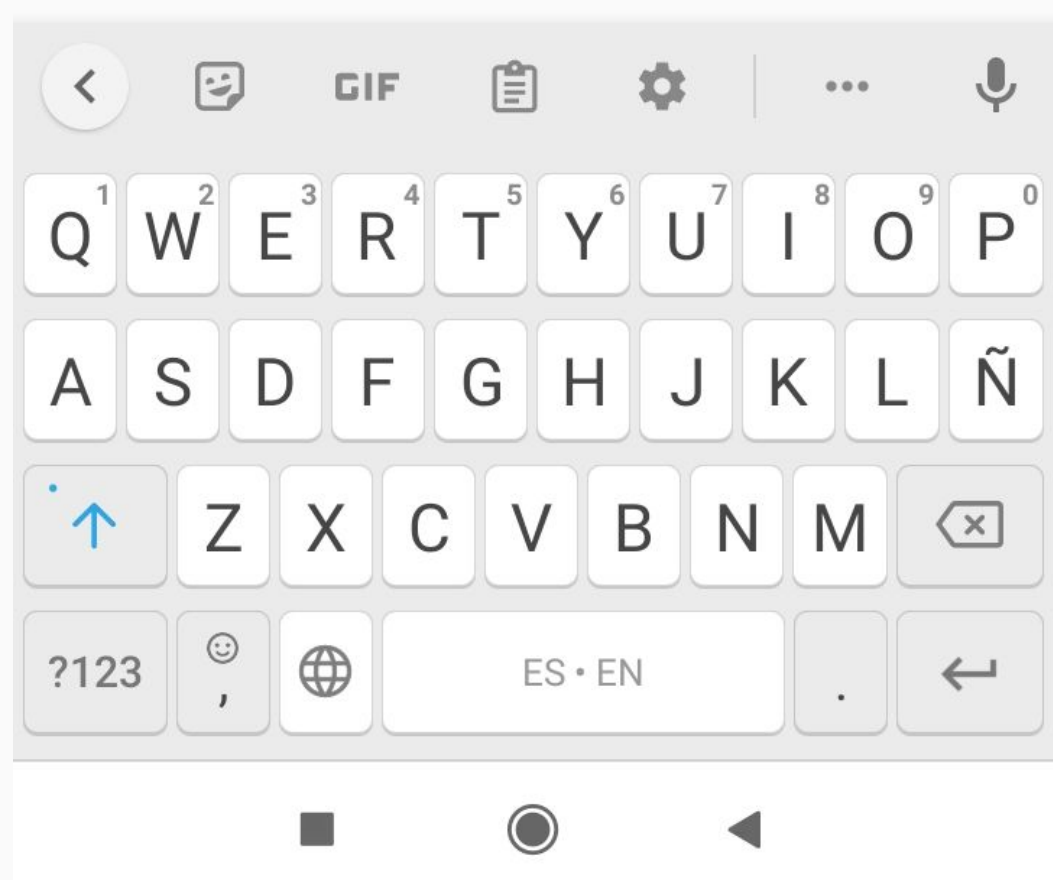 GIF
1 2 3 4 5 6 7 8 9 0
Q W E R T Y U I O P
A S D F G H J K L Ñ
Z X C V B N M
?123 , ES • EN .